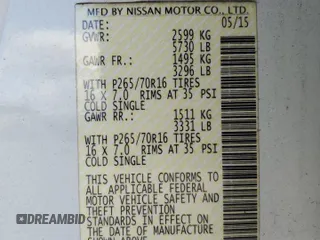 MFD BY NISSAN MOTOR CO., LTD.
DATE: 05/15
GVWR: 2599 KG
5730 LB
GAWR FR.: 1495 KG
3296 LB
WITH P265/70R16 TIRES
16 X 7.0 RIMS AT 35 PSI
COLD SINGLE
GAWR RR.: 1511 KG
3331 LB
WITH P265/70R16 TIRES
16 X 7.0 RIMS AT 35 PSI
COLD SINGLE
THIS VEHICLE CONFORMS TO
ALL APPLICABLE FEDERAL
MOTOR VEHICLE SAFETY AND
THEFT PREVENTION
STANDARDS IN EFFECT ON
THE DATE OF MANUFACTURE
SHOWN ABOVE
DREAMBID